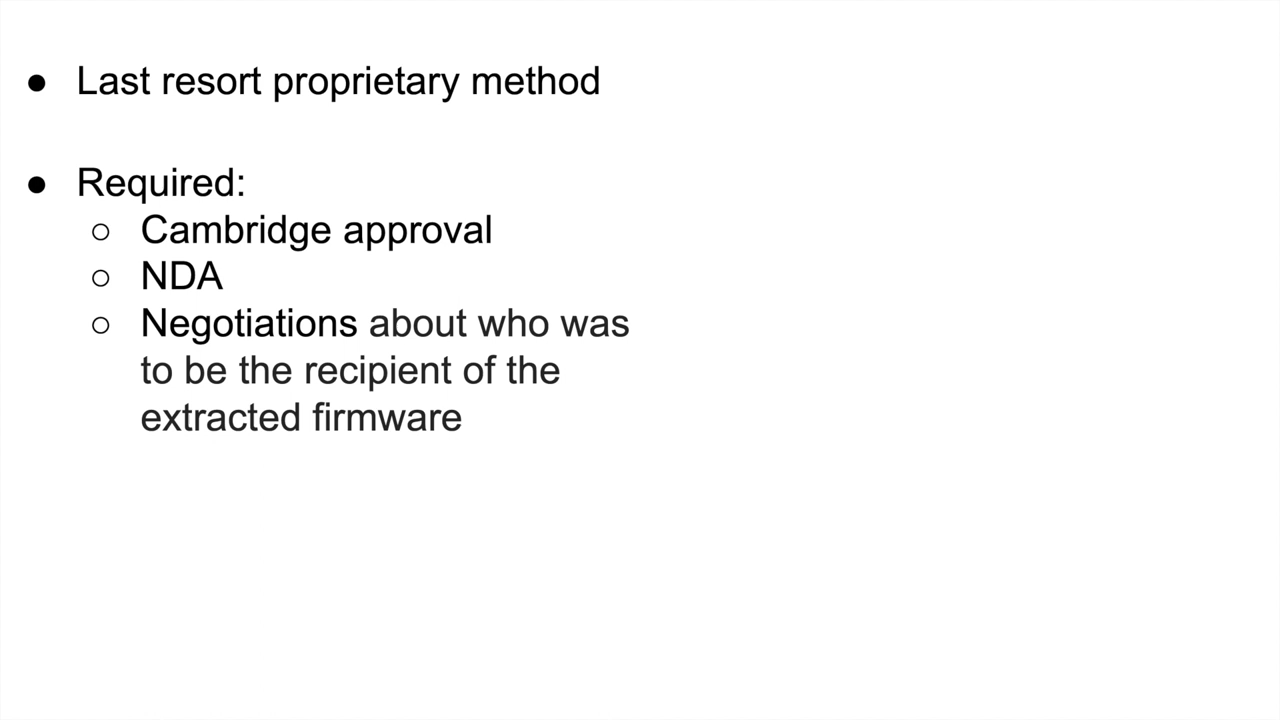 ● Last resort proprietary method
● Required:
○ Cambridge approval
○ NDA
○ Negotiations about who was
to be the recipient of the
extracted firmware